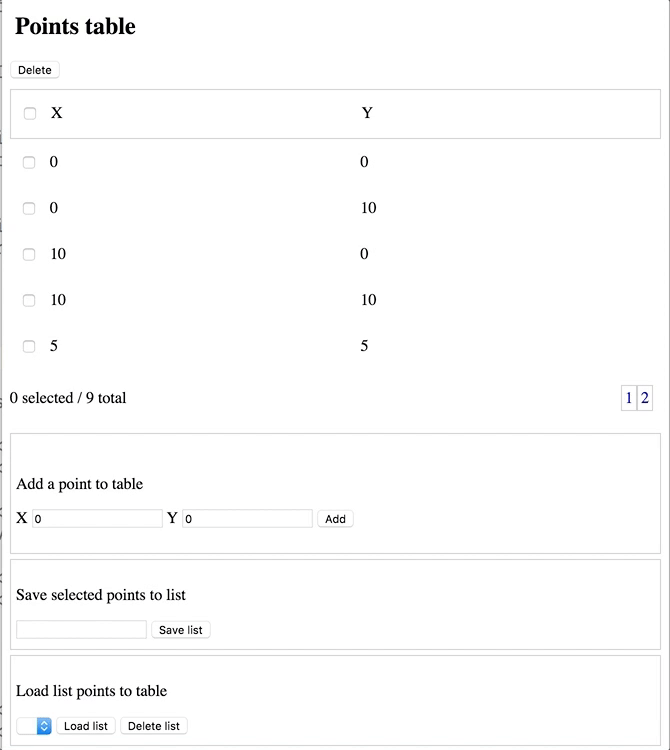 Points table
Delete
X Y
0 0
0 10
10 0
10 10
5 5
0 selected / 9 total 1 2
Add a point to table
X 0 Y 0 Add
Save selected points to list
Save list
Load list points to table
Load list Delete list